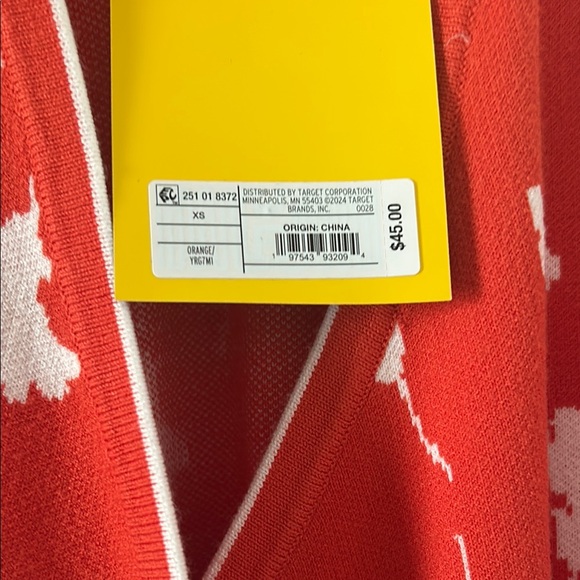 251 01 8372
XS
ORANGE/
YRG7M1
DISTRIBUTED BY TARGET CORPORATION
MINNEAPOLIS, MN 55403 ©2024 TARGET
BRANDS, INC. 0028
ORIGIN: CHINA
1 97543 93209 4
$45.00